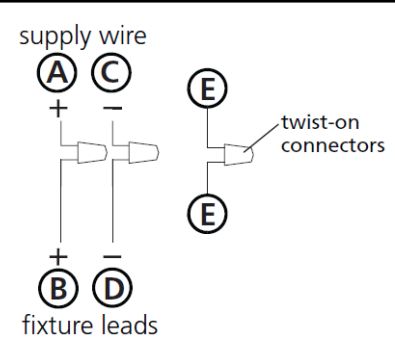 supply wire
A C
E
+ −
twist-on
connectors
E
+ −
B D
fixture leads